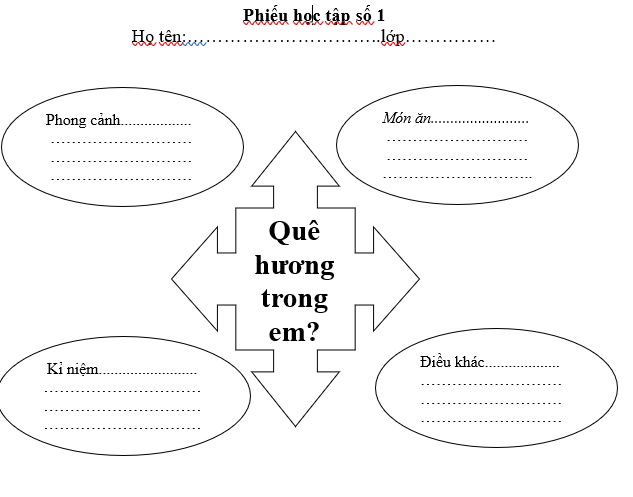 Phiếu học tập số 1
Họ tên:…………………………..lớp……………
Phong cảnh..................
…………………………
…………………………
…………………………
Món ăn.........................
…………………………
…………………………
…………………………..
Quê
hương
trong
em?
Kỉ niệm.........................
……………………………
……………………………
……………………………
Điều khác...................
…………………………
…………………………
…………………………